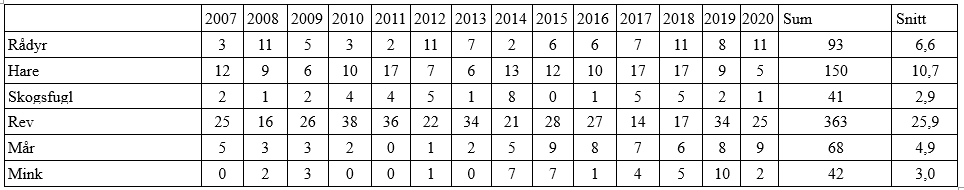 2007 2008 2009 2010 2011 2012 2013 2014 2015 2016 2017 2018 2019 2020 Sum Snitt
Rådyr 3 11 5 3 2 11 7 2 6 6 7 11 8 11 93 6,6
Hare 12 9 6 10 17 7 6 13 12 10 17 17 9 5 150 10,7
Skogsfugl 2 1 2 4 4 5 1 8 0 1 5 5 2 1 41 2,9
Rev 25 16 26 38 36 22 34 21 28 27 14 17 34 25 363 25,9
Mår 5 3 3 2 0 1 2 5 9 8 7 6 8 9 68 4,9
Mink 0 2 3 0 0 1 0 7 7 1 4 5 10 2 42 3,0